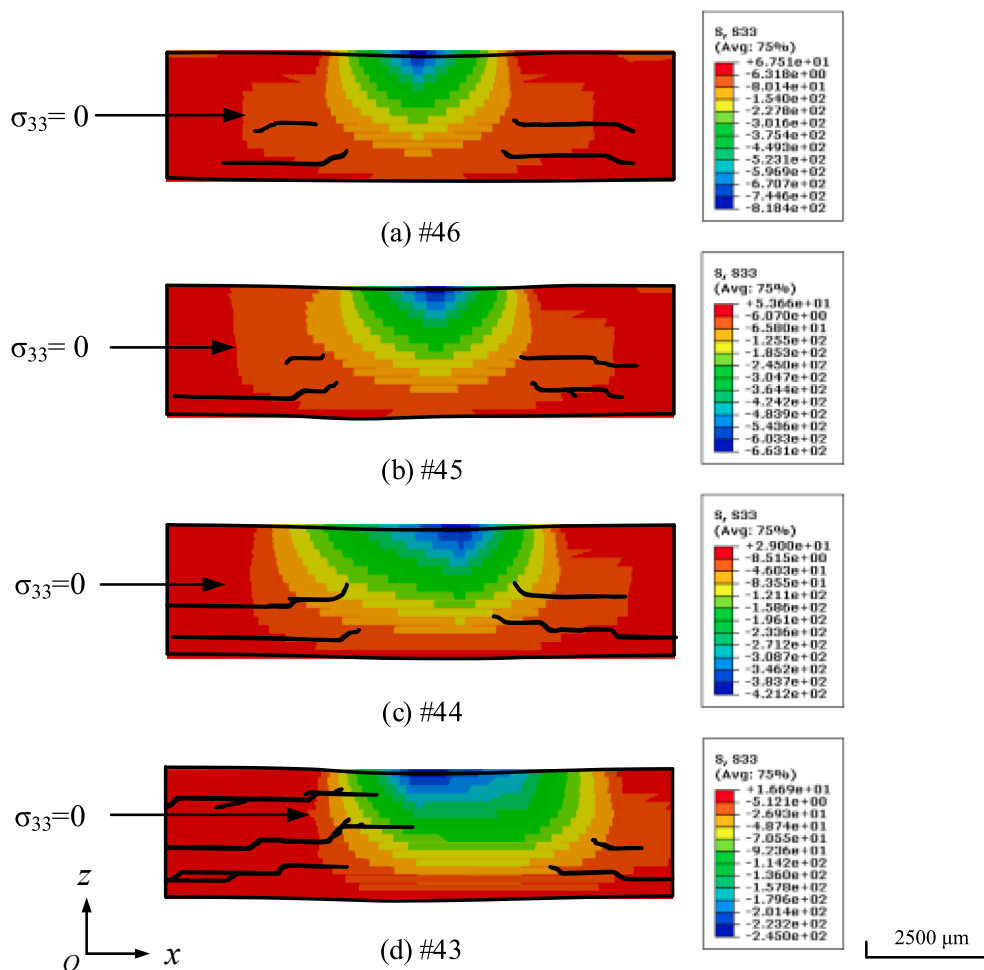 S, S33
(Avg: 75%)
+6.751e+01
-6.318e+00
-8.014e+01
-1.540e+02
-2.278e+02
-3.016e+02
-3.754e+02
-4.493e+02
-5.231e+02
-5.969e+02
-6.707e+02
-7.446e+02
-8.184e+02
σ33= 0
(a) #46
S, S33
(Avg: 75%)
+5.366e+01
-6.070e+00
-6.580e+01
-1.255e+02
-1.853e+02
-2.450e+02
-3.047e+02
-3.644e+02
-4.242e+02
-4.839e+02
-5.436e+02
-6.033e+02
-6.631e+02
σ33= 0
(b) #45
S, S33
(Avg: 75%)
+2.900e+01
-8.515e+00
-4.603e+01
-8.355e+01
-1.211e+02
-1.586e+02
-1.961e+02
-2.336e+02
-2.712e+02
-3.087e+02
-3.462e+02
-3.837e+02
-4.212e+02
σ33=0
(c) #44
S, S33
(Avg: 75%)
+1.669e+01
-5.121e+00
-2.693e+01
-4.874e+01
-7.055e+01
-9.236e+01
-1.142e+02
-1.360e+02
-1.578e+02
-1.796e+02
-2.014e+02
-2.232e+02
-2.450e+02
σ33=0
z
O
x
(d) #43
2500 μm